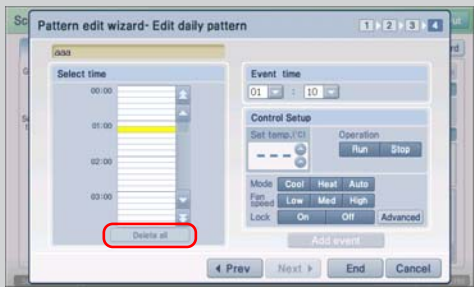 Pattern edit wizard- Edit daily pattern
1 2 3 4
aaa
Select time
00:00
01:00
02:00
03:00
Delete all
Event time
01 : 10
Control Setup
Set temp.(°C) Operation
--- Run Stop
Mode Cool Heat Auto
Fan speed Low Med High
Lock On Off Advanced
Add event
Prev Next End Cancel